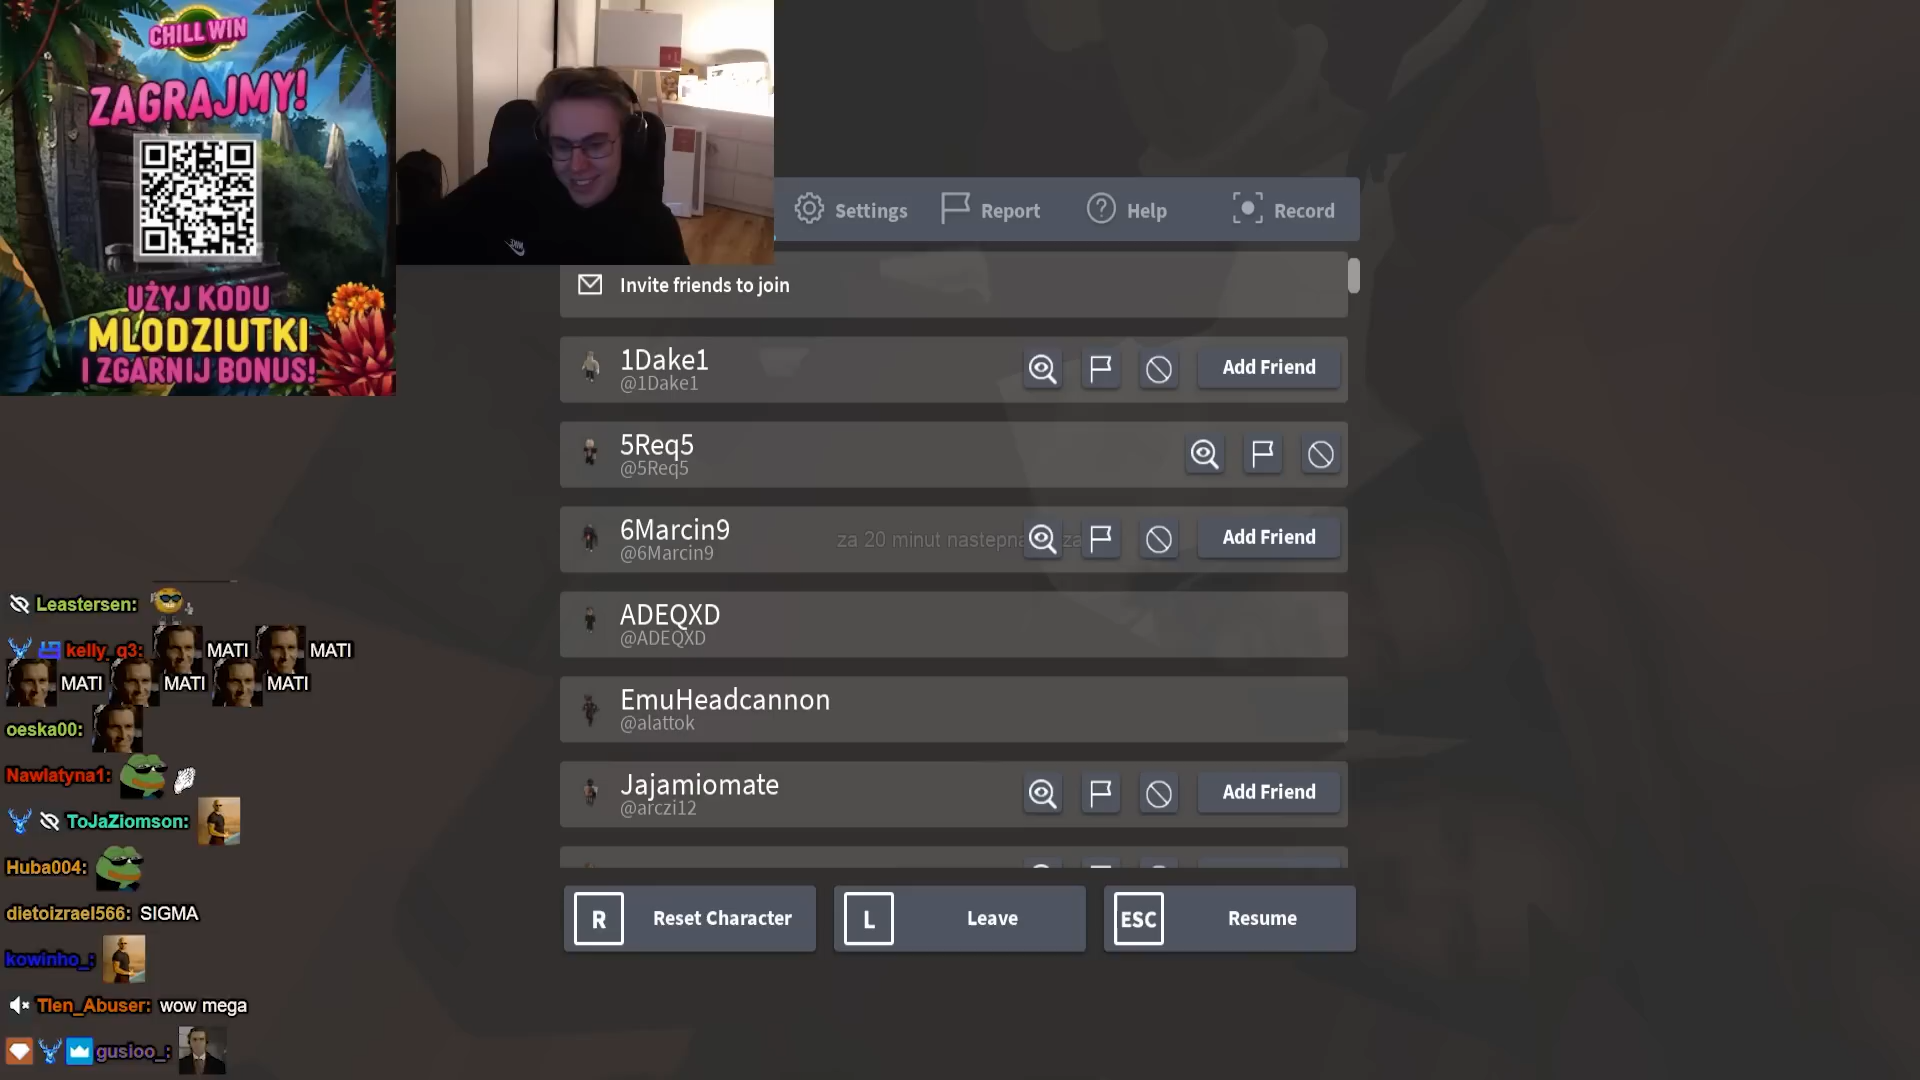 CHILL WIN
ZAGRAJMY!
UŻYJ KODU
MLODZIUTKI
I ZGARNIJ BONUS!
Settings
Report
Help
Record
Invite friends to join
1Dake1
@1Dake1
Add Friend
5Req5
@5Req5
6Marcin9
@6Marcin9
za 20 minut nastepna
Add Friend
ADEQXD
@ADEQXD
EmuHeadcannon
@alattok
Jajamiomate
@arczi12
Add Friend
R
Reset Character
L
Leave
ESC
Resume
Leastersen:
kelly_q3: MATI MATI
MATI MATI MATI
oeska00:
Nawlatyna1:
ToJaZiomson:
Huba004:
dietoizrael566: SIGMA
kowinho_:
Tlen_Abuser: wow mega
gusioo_: